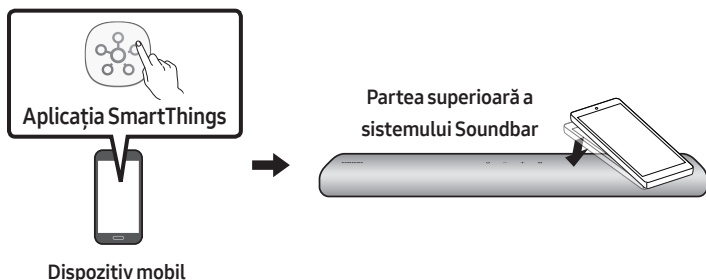 Aplicația SmartThings
Partea superioară a
sistemului Soundbar
Dispozitiv mobil